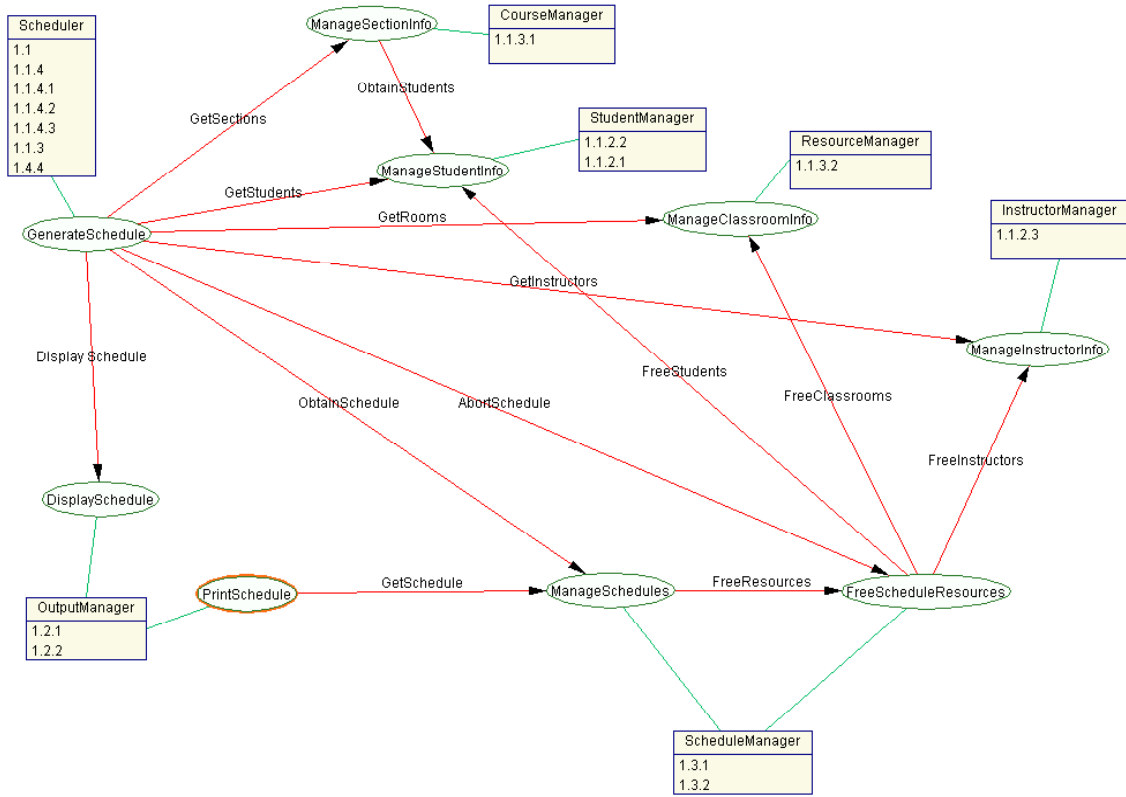 Scheduler
1.1
1.1.4
1.1.4.1
1.1.4.2
1.1.4.3
1.1.3
1.4.4
ManageSectionInfo
CourseManager
1.1.3.1
ObtainStudents
GetSections
StudentManager
1.1.2.2
1.1.2.1
ResourceManager
1.1.3.2
ManageStudentInfo
GetStudents
GetRooms
ManageClassroomInfo
InstructorManager
1.1.2.3
GenerateSchedule
GetInstructors
ManageInstructorInfo
Display Schedule
FreeStudents
FreeClassrooms
ObtainSchedule
AbortSchedule
FreeInstructors
DisplaySchedule
PrintSchedule
GetSchedule
ManageSchedules
FreeResources
FreeScheduleResources
OutputManager
1.2.1
1.2.2
ScheduleManager
1.3.1
1.3.2